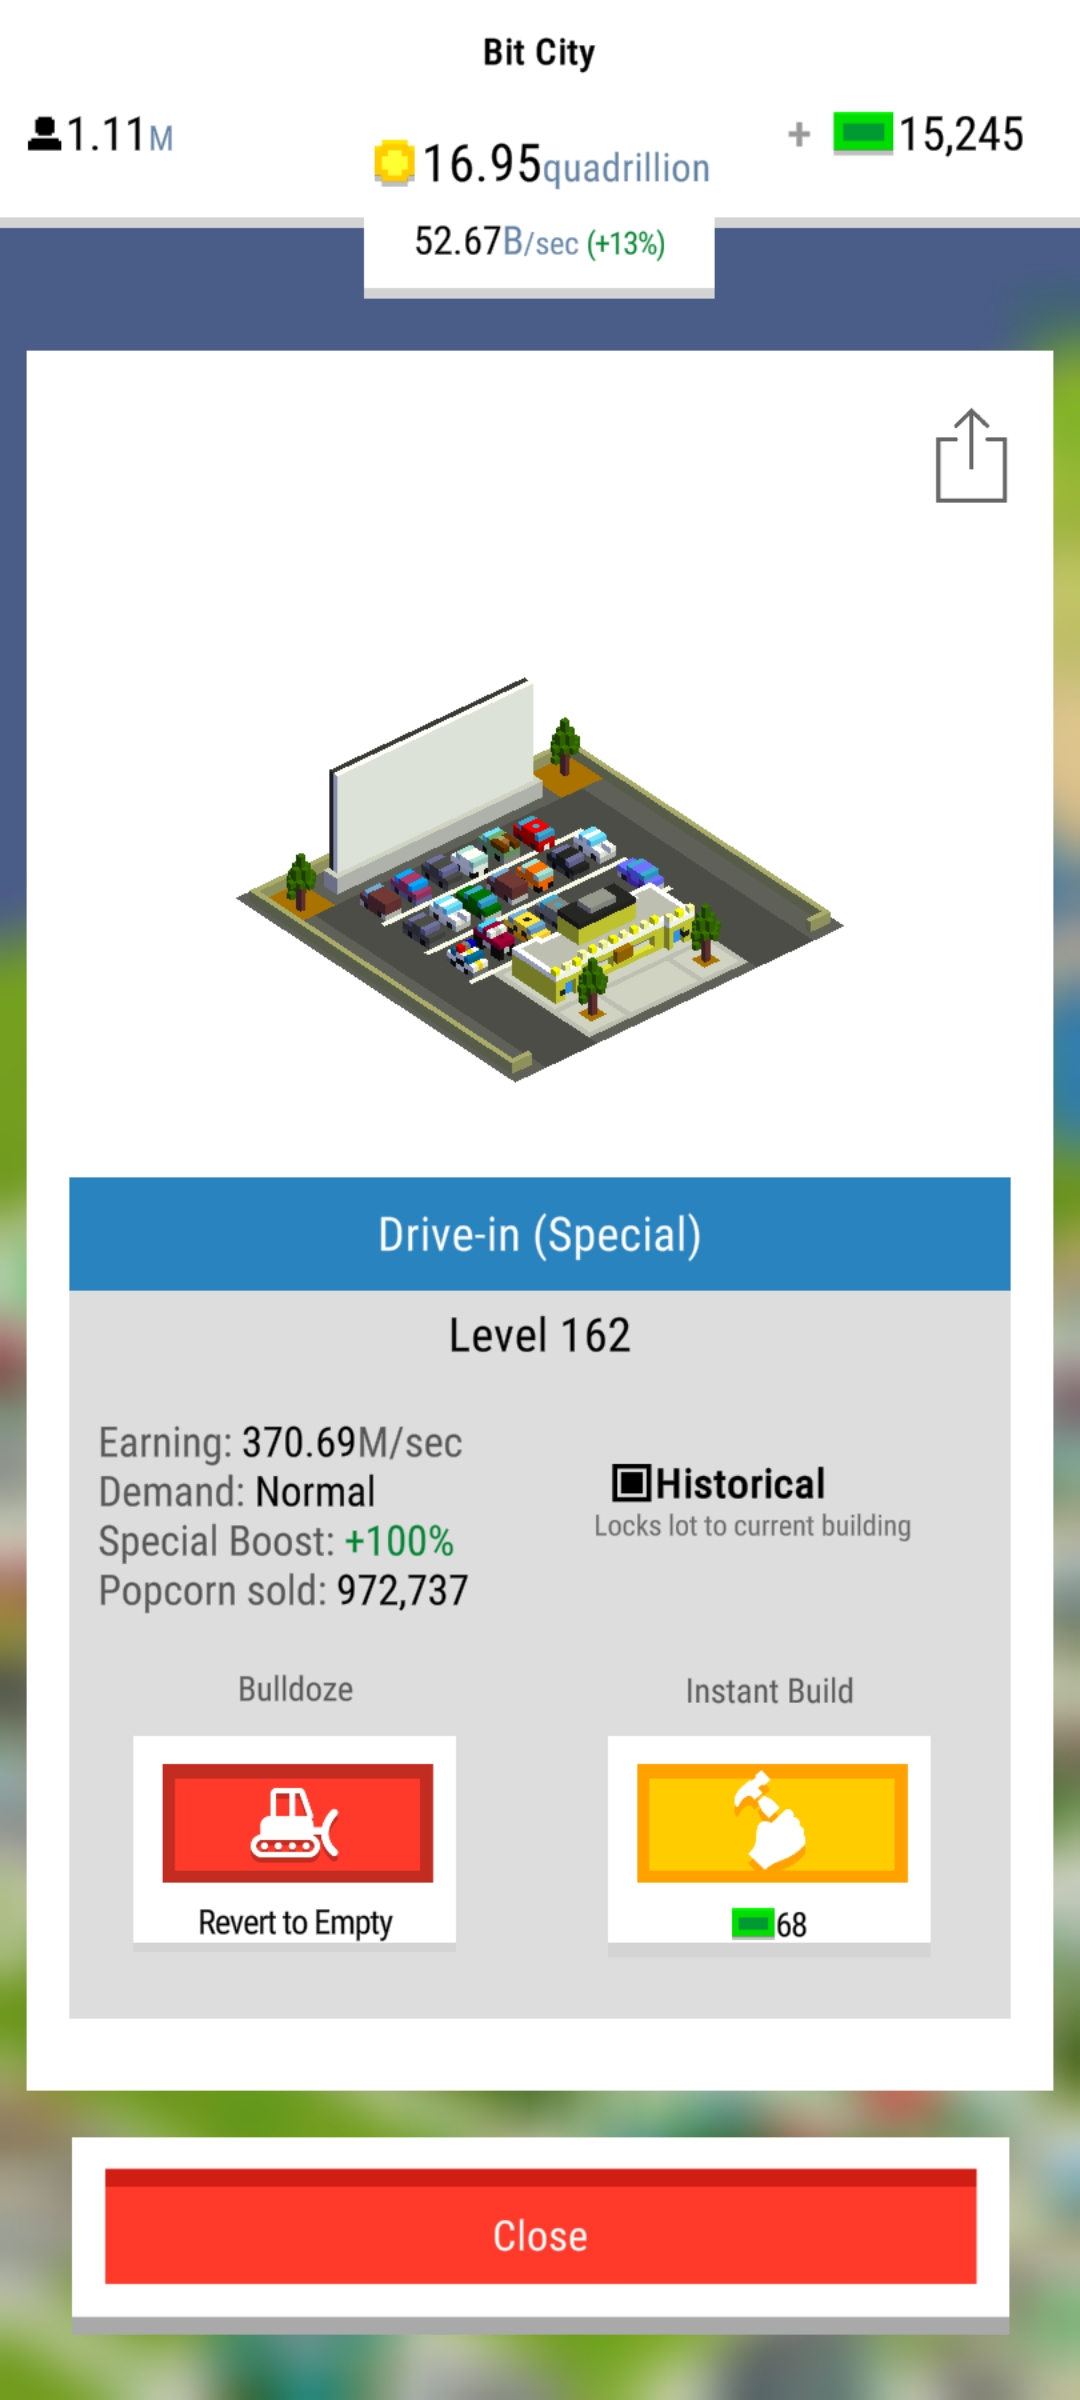 Bit City
1.11M
16.95quadrillion
+ 15,245
52.67B/sec (+13%)
Drive-in (Special)
Level 162
Earning: 370.69M/sec
Demand: Normal
Special Boost: +100%
Popcorn sold: 972,737
Historical
Locks lot to current building
Bulldoze
Revert to Empty
Instant Build
68
Close